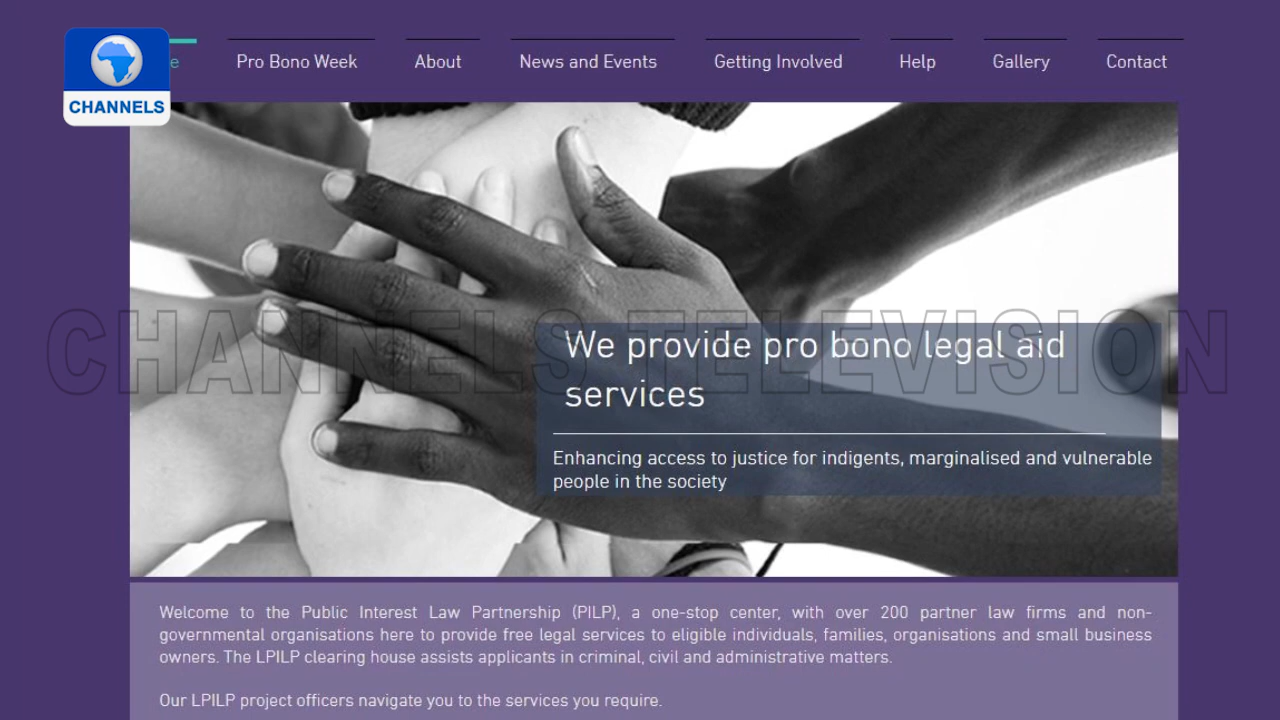 e
Pro Bono Week
About
News and Events
Getting Involved
Help
Gallery
Contact
CHANNELS
CHANNELS TELEVISION
We provide pro bono legal aid
services
Enhancing access to justice for indigents, marginalised and vulnerable
people in the society
Welcome to the Public Interest Law Partnership (PILP), a one-stop center, with over 200 partner law firms and non-
governmental organisations here to provide free legal services to eligible individuals, families, organisations and small business
owners. The LPILP clearing house assists applicants in criminal, civil and administrative matters.
Our LPILP project officers navigate you to the services you require.